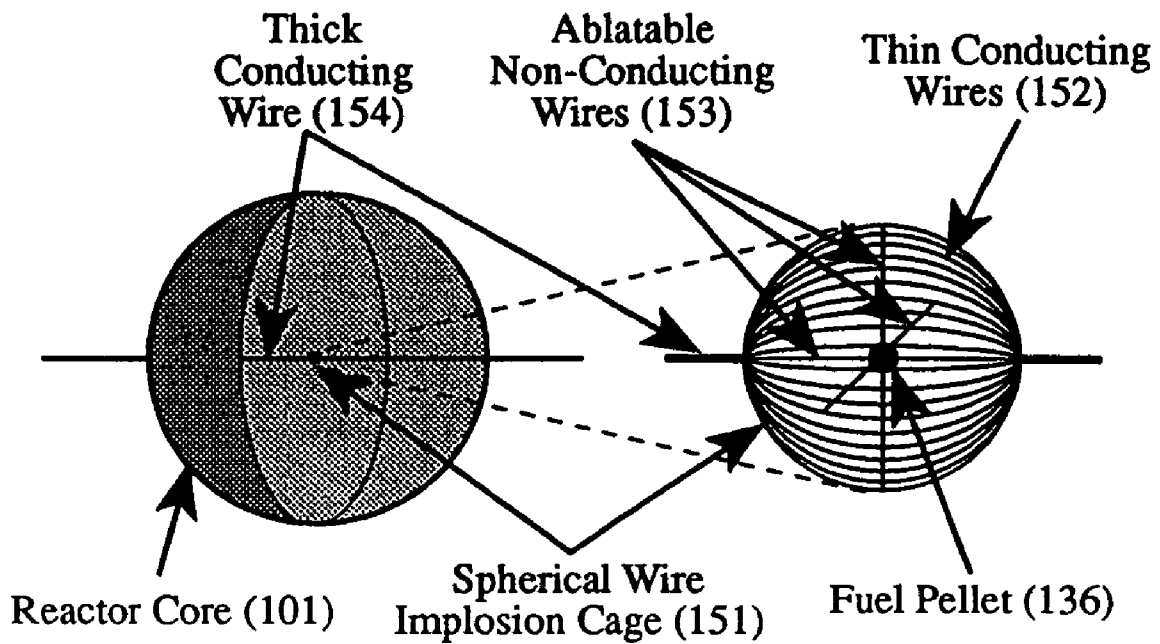 Thick
Conducting
Wire (154)
Ablatable
Non-Conducting
Wires (153)
Thin Conducting
Wires (152)
Reactor Core (101)
Spherical Wire
Implosion Cage (151)
Fuel Pellet (136)